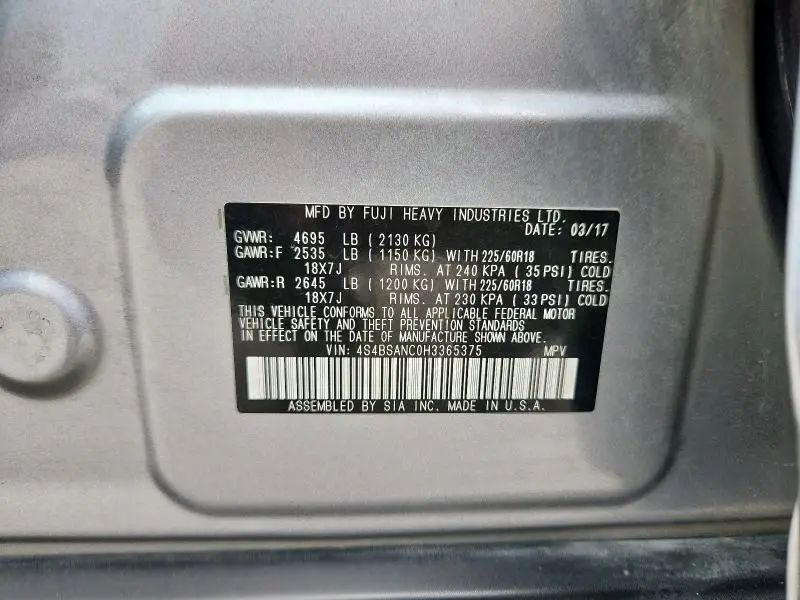 MFD BY FUJI HEAVY INDUSTRIES LTD.
DATE: 03/17
GVWR: 4695 LB ( 2130 KG)
GAWR:F 2535 LB ( 1150 KG) WITH 225/60R18 TIRES.
18X7J RIMS. AT 240 KPA ( 35 PSI) COLD
GAWR:R 2645 LB ( 1200 KG) WITH 225/60R18 TIRES.
18X7J RIMS. AT 230 KPA ( 33 PSI) COLD
THIS VEHICLE CONFORMS TO ALL APPLICABLE FEDERAL MOTOR
VEHICLE SAFETY AND THEFT PREVENTION STANDARDS
IN EFFECT ON THE DATE OF MANUFACTURE SHOWN ABOVE.
VIN: 4S4BSANC0H3365375 MPV
ASSEMBLED BY SIA INC. MADE IN U.S.A.